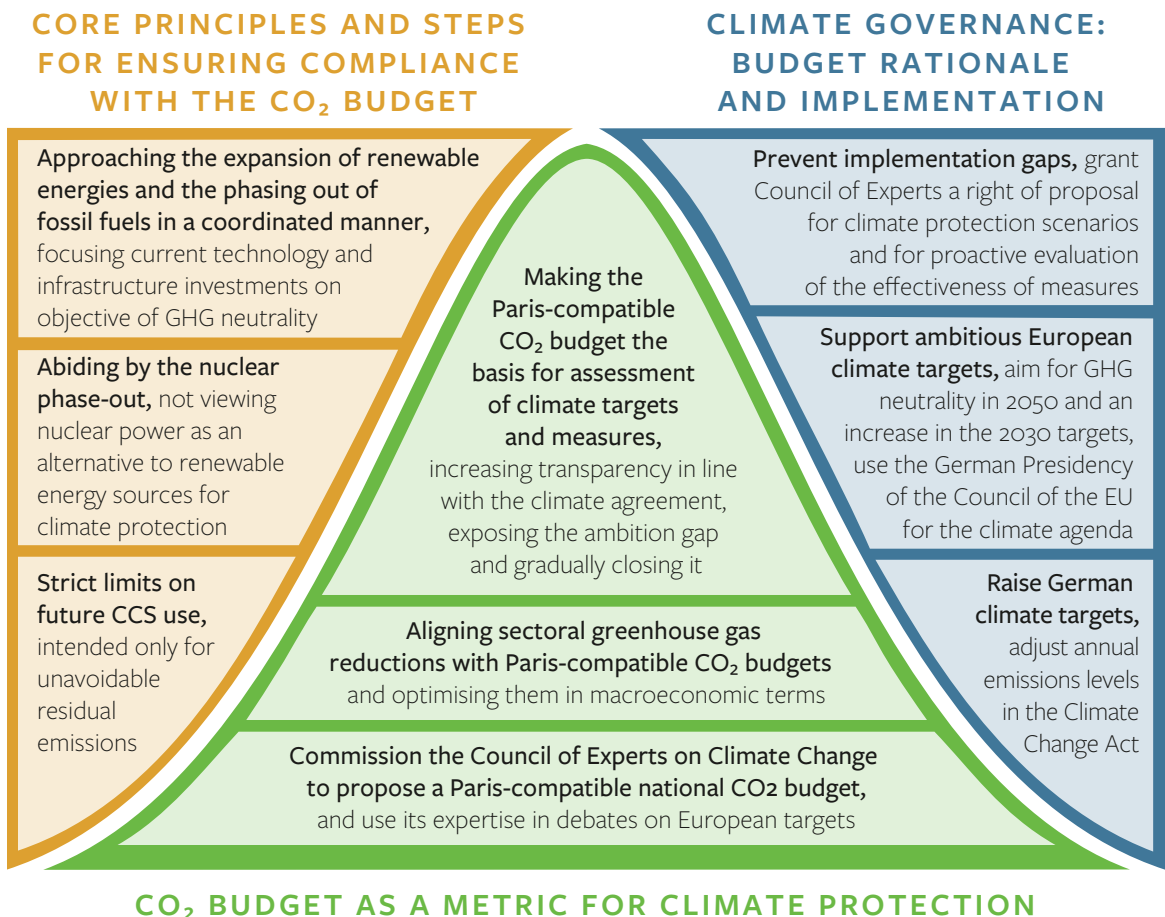 CORE PRINCIPLES AND STEPS
FOR ENSURING COMPLIANCE
WITH THE CO₂ BUDGET
Approaching the expansion of renewable
energies and the phasing out of
fossil fuels in a coordinated manner,
focusing current technology and
infrastructure investments on
objective of GHG neutrality
Abiding by the nuclear
phase-out, not viewing
nuclear power as an
alternative to renewable
energy sources for
climate protection
Strict limits on
future CCS use,
intended only for
unavoidable
residual
emissions
Making the
Paris-compatible
CO₂ budget the
basis for assessment
of climate targets
and measures,
increasing transparency in line
with the climate agreement,
exposing the ambition gap
and gradually closing it
Aligning sectoral greenhouse gas
reductions with Paris-compatible CO₂ budgets
and optimising them in macroeconomic terms
Commission the Council of Experts on Climate Change
to propose a Paris-compatible national CO2 budget,
and use its expertise in debates on European targets
CLIMATE GOVERNANCE:
BUDGET RATIONALE
AND IMPLEMENTATION
Prevent implementation gaps, grant
Council of Experts a right of proposal
for climate protection scenarios
and for proactive evaluation
of the effectiveness of measures
Support ambitious European
climate targets, aim for GHG
neutrality in 2050 and an
increase in the 2030 targets,
use the German Presidency
of the Council of the EU
for the climate agenda
Raise German
climate targets,
adjust annual
emissions levels
in the Climate
Change Act
CO₂ BUDGET AS A METRIC FOR CLIMATE PROTECTION